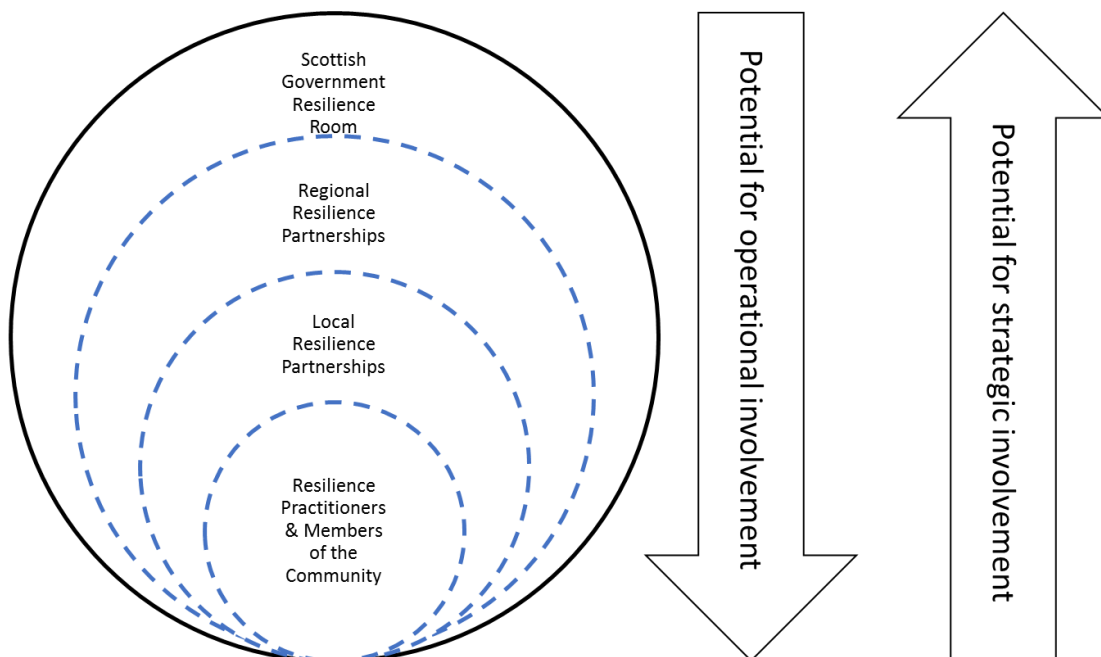 Scottish
Government
Resilience
Room
Regional
Resilience
Partnerships
Local
Resilience
Partnerships
Resilience
Practitioners
& Members
of the
Community
Potential for operational involvement
Potential for strategic involvement